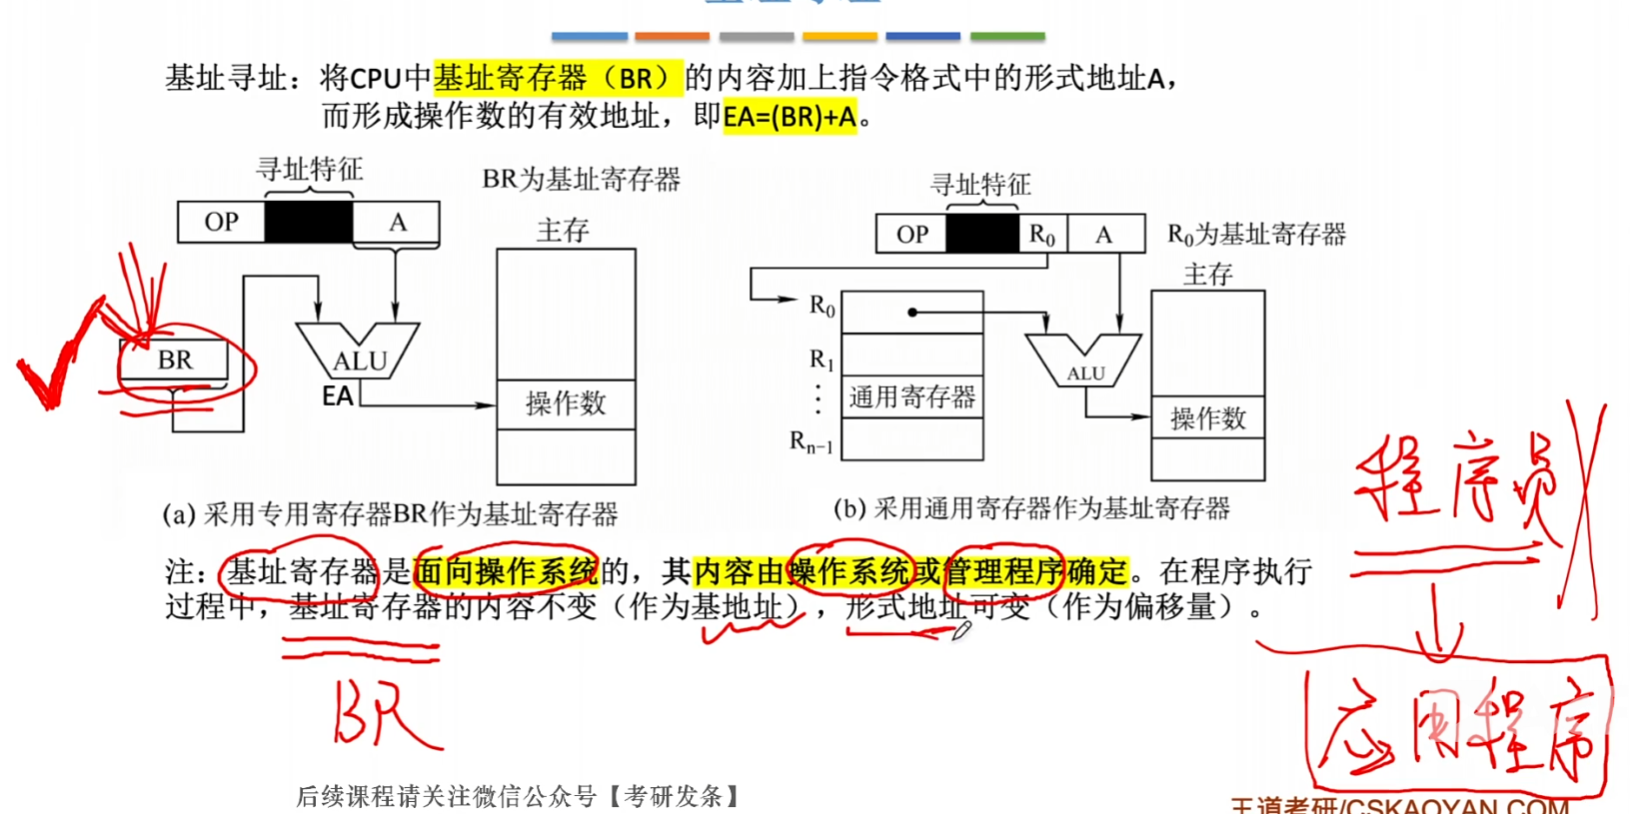 基址寻址：将CPU中基址寄存器（BR）的内容加上指令格式中的形式地址A，
而形成操作数的有效地址，即EA=(BR)+A。
寻址特征
BR为基址寄存器
OP
A
主存
BR
ALU
EA
操作数
(a) 采用专用寄存器BR作为基址寄存器
寻址特征
OP
R₀
A
R₀为基址寄存器
主存
R₀
R₁
⋮
通用寄存器
Rₙ₋₁
ALU
操作数
(b) 采用通用寄存器作为基址寄存器
程序员
注：基址寄存器是面向操作系统的，其内容由操作系统或管理程序确定。在程序执行
过程中，基址寄存器的内容不变（作为基地址），形式地址可变（作为偏移量）。
BR
应用程序
后续课程请关注微信公众号【考研发条】
王道考研/CSKAOYAN.COM